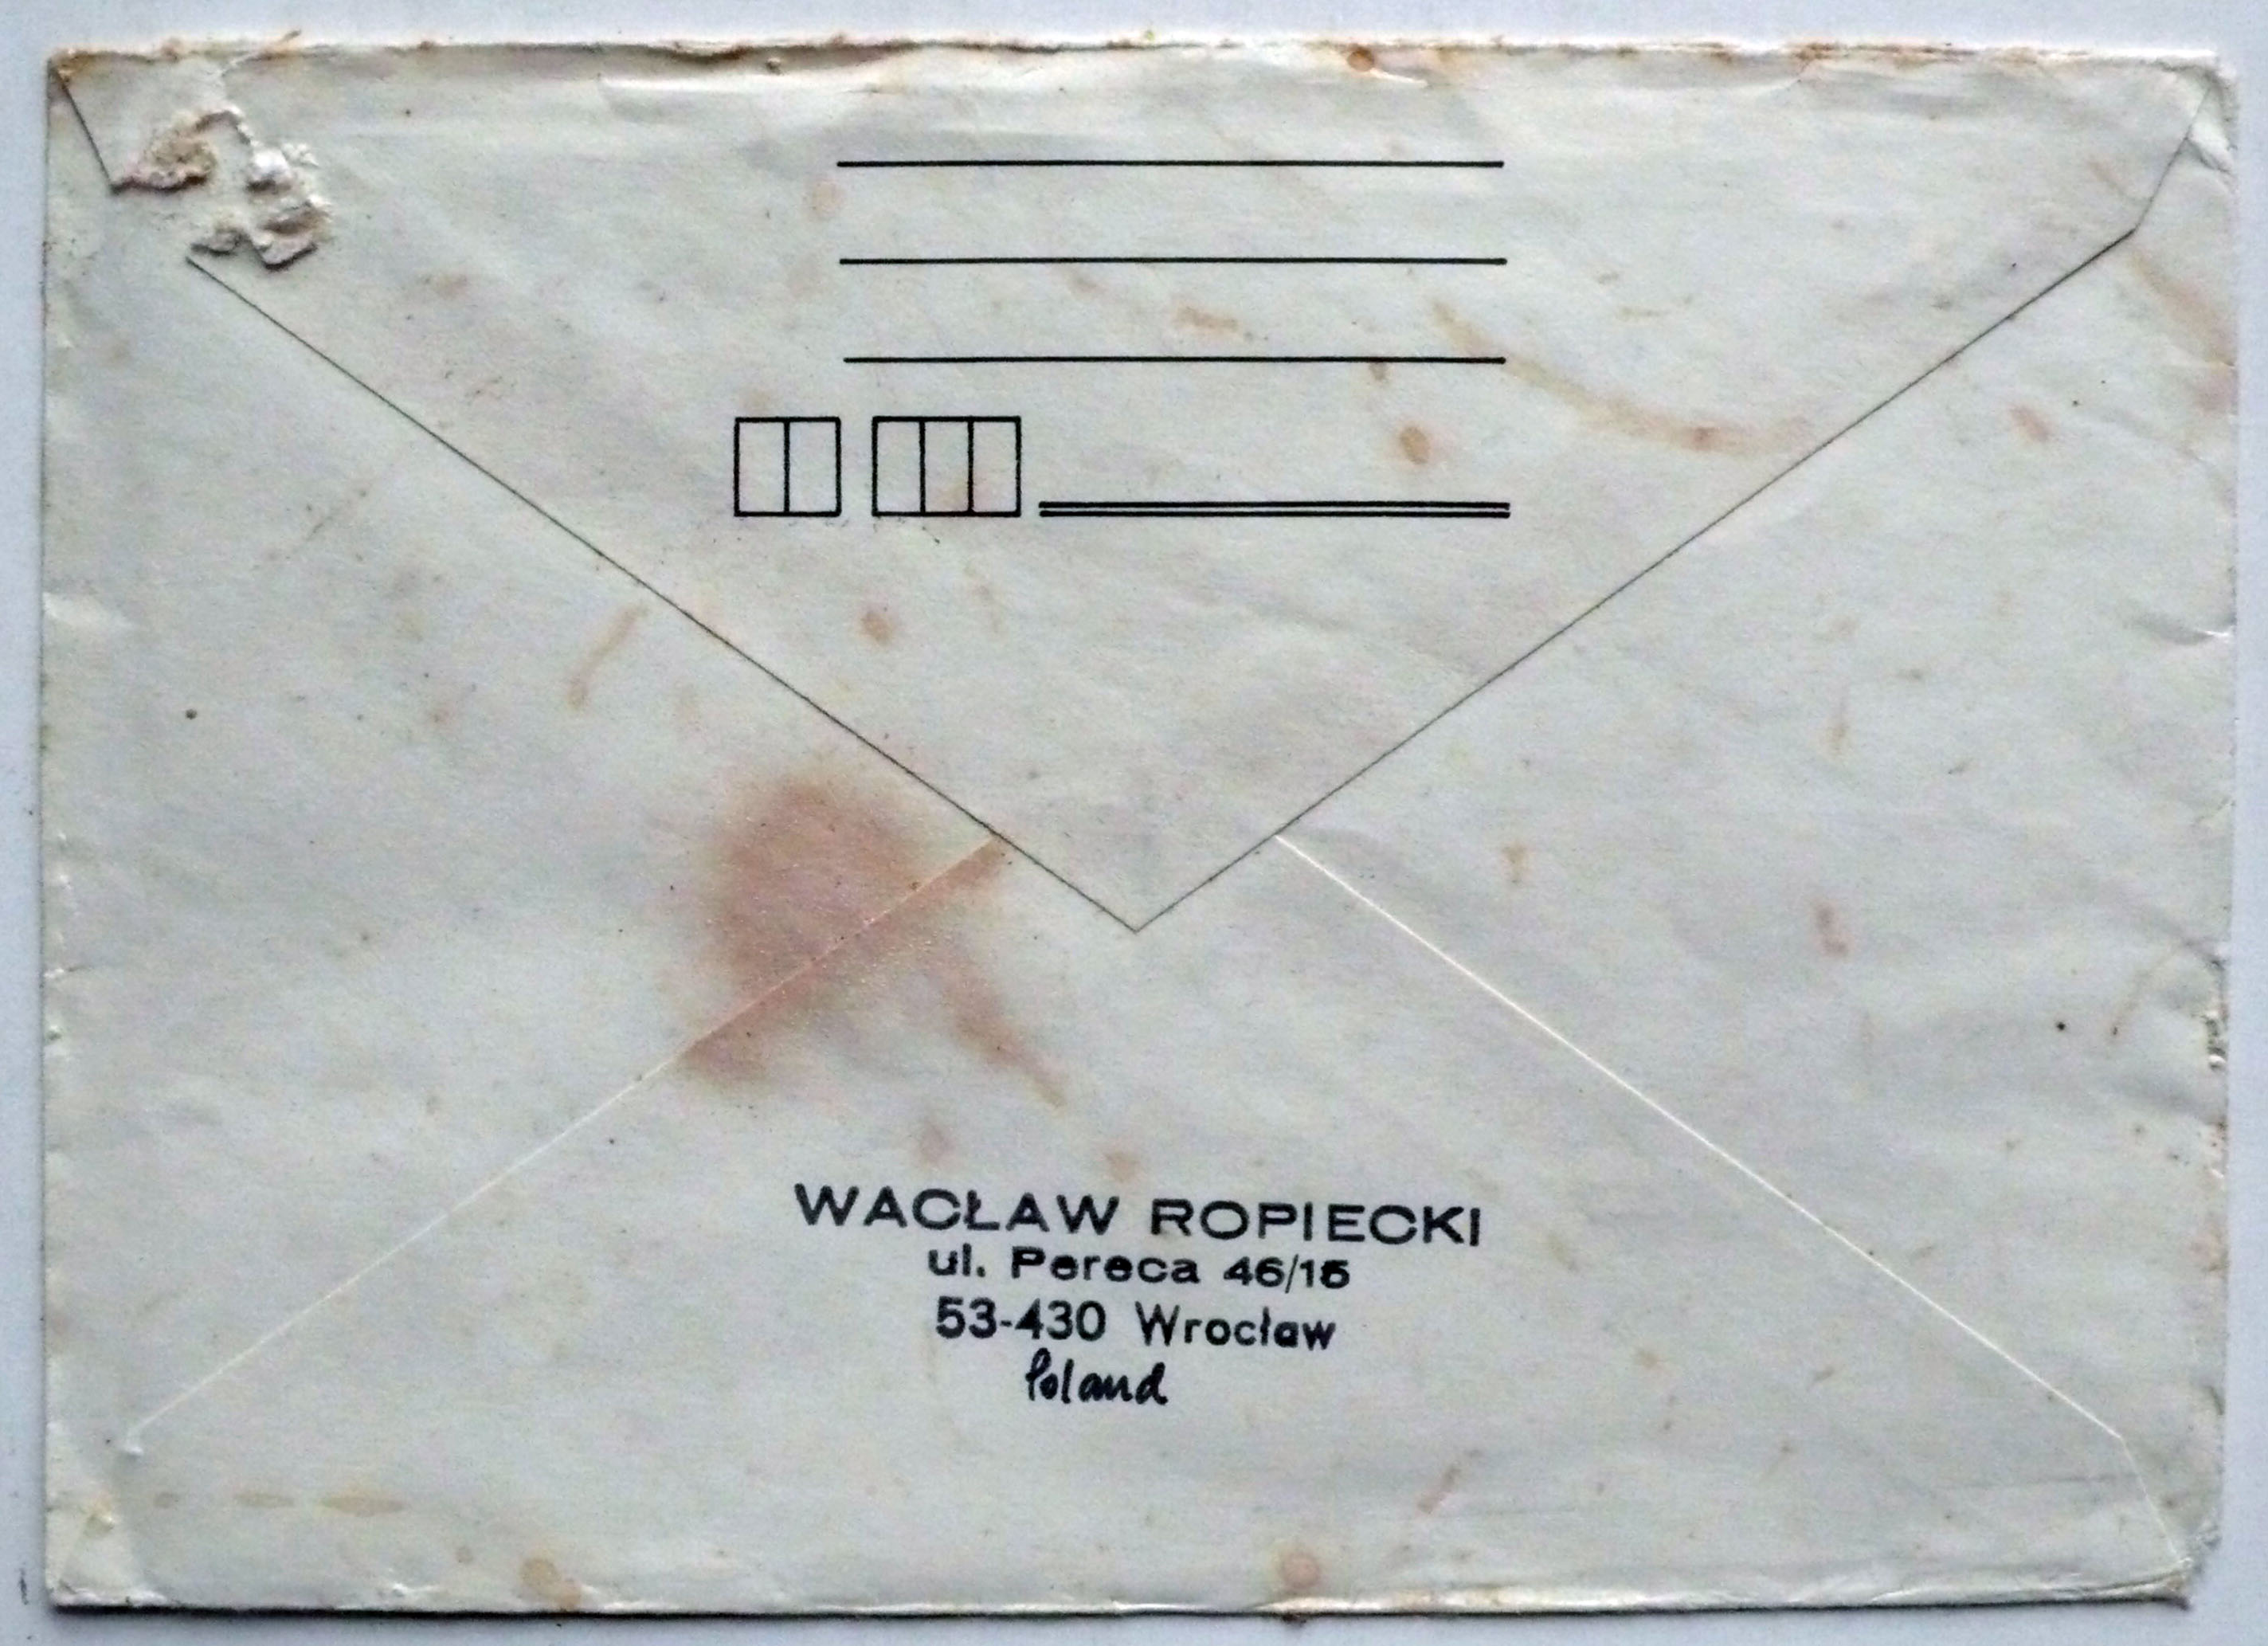 WACŁAW ROPIECKI
ul. Pereca 46/15
53-430 Wrocław
Poland